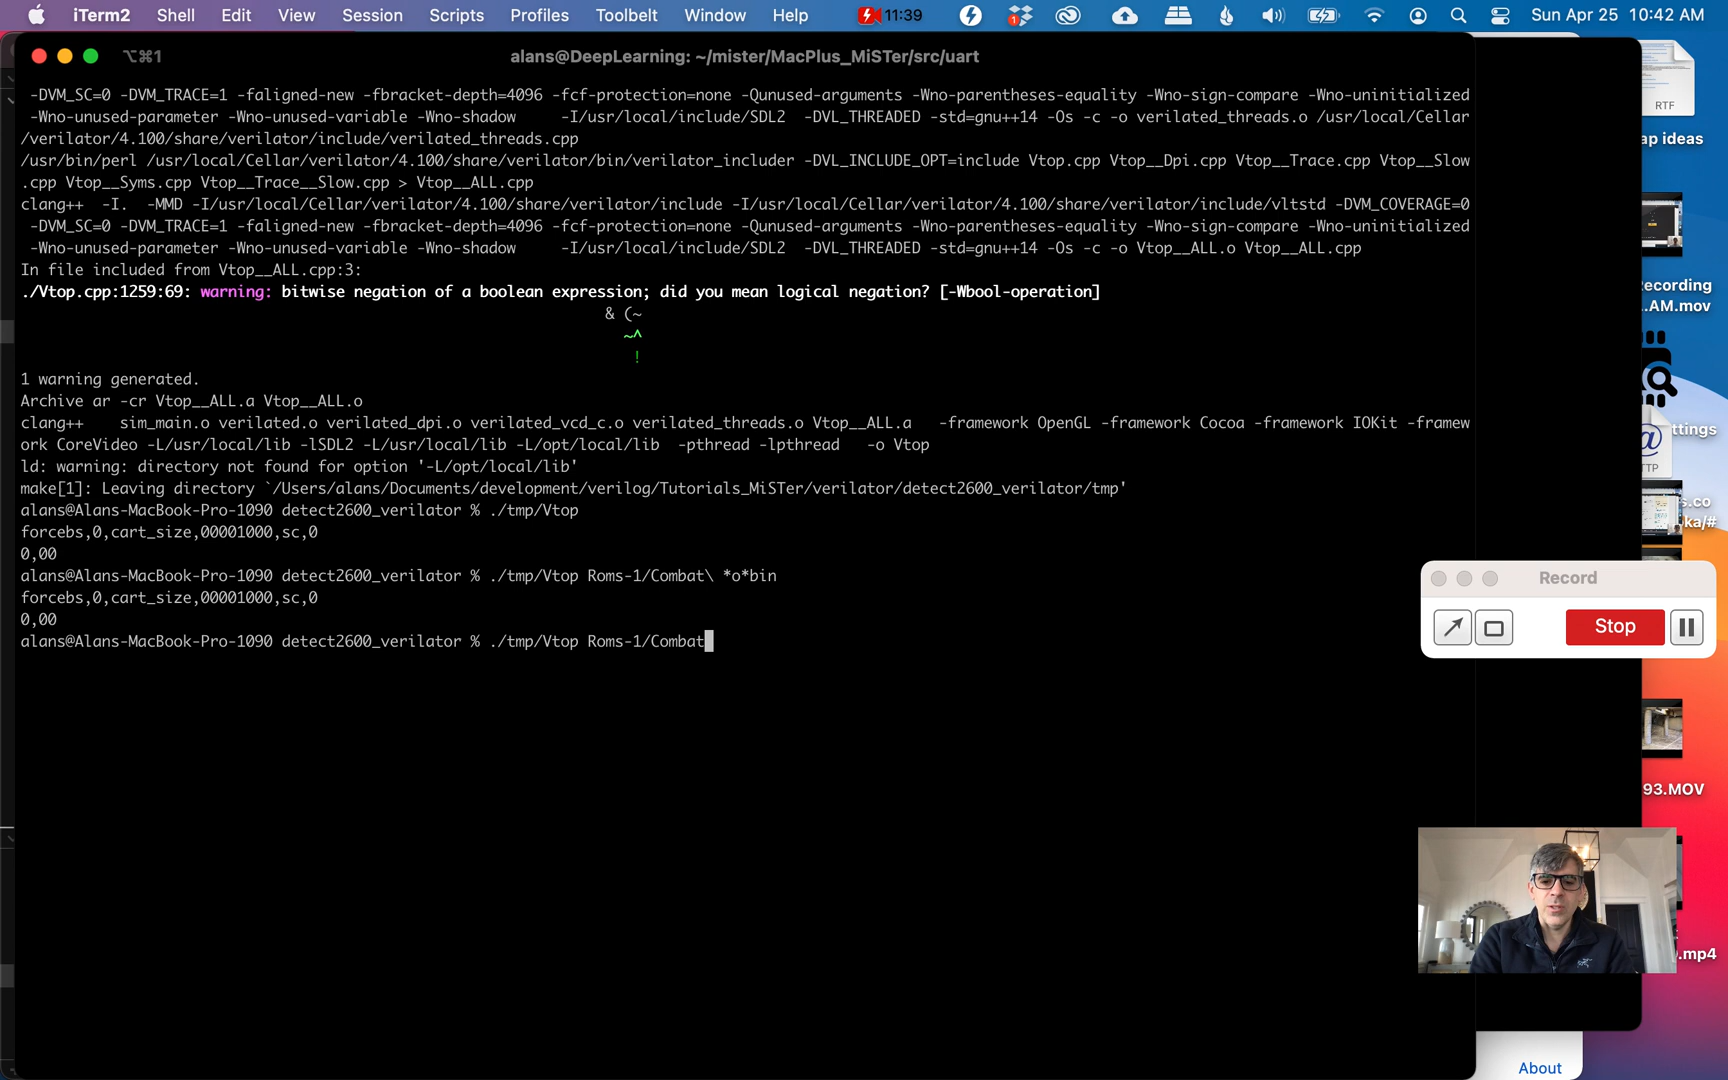 iTerm2 Shell Edit View Session Scripts Profiles Toolbelt Window Help 11:39 1 Sun Apr 25 10:42 AM
⌥⌘1 alans@DeepLearning: ~/mister/MacPlus_MiSTer/src/uart
-DVM_SC=0 -DVM_TRACE=1 -faligned-new -fbracket-depth=4096 -fcf-protection=none -Qunused-arguments -Wno-parentheses-equality -Wno-sign-compare -Wno-uninitialized
-Wno-unused-parameter -Wno-unused-variable -Wno-shadow -I/usr/local/include/SDL2 -DVL_THREADED -std=gnu++14 -Os -c -o verilated_threads.o /usr/local/Cellar
/verilator/4.100/share/verilator/include/verilated_threads.cpp
/usr/bin/perl /usr/local/Cellar/verilator/4.100/share/verilator/bin/verilator_includer -DVL_INCLUDE_OPT=include Vtop.cpp Vtop__Dpi.cpp Vtop__Trace.cpp Vtop__Slow
.cpp Vtop__Syms.cpp Vtop__Trace__Slow.cpp > Vtop__ALL.cpp
clang++ -I. -MMD -I/usr/local/Cellar/verilator/4.100/share/verilator/include -I/usr/local/Cellar/verilator/4.100/share/verilator/include/vltstd -DVM_COVERAGE=0
-DVM_SC=0 -DVM_TRACE=1 -faligned-new -fbracket-depth=4096 -fcf-protection=none -Qunused-arguments -Wno-parentheses-equality -Wno-sign-compare -Wno-uninitialized
-Wno-unused-parameter -Wno-unused-variable -Wno-shadow -I/usr/local/include/SDL2 -DVL_THREADED -std=gnu++14 -Os -c -o Vtop__ALL.o Vtop__ALL.cpp
In file included from Vtop__ALL.cpp:3:
./Vtop.cpp:1259:69: warning: bitwise negation of a boolean expression; did you mean logical negation? [-Wbool-operation]
& (~
~^
!
1 warning generated.
Archive ar -cr Vtop__ALL.a Vtop__ALL.o
clang++ sim_main.o verilated.o verilated_dpi.o verilated_vcd_c.o verilated_threads.o Vtop__ALL.a -framework OpenGL -framework Cocoa -framework IOKit -framew
ork CoreVideo -L/usr/local/lib -lSDL2 -L/usr/local/lib -L/opt/local/lib -pthread -lpthread -o Vtop
ld: warning: directory not found for option '-L/opt/local/lib'
make[1]: Leaving directory `/Users/alans/Documents/development/verilog/Tutorials_MiSTer/verilator/detect2600_verilator/tmp'
alans@Alans-MacBook-Pro-1090 detect2600_verilator % ./tmp/Vtop
forcebs,0,cart_size,00001000,sc,0
0,00
alans@Alans-MacBook-Pro-1090 detect2600_verilator % ./tmp/Vtop Roms-1/Combat\ *o*bin
forcebs,0,cart_size,00001000,sc,0
0,00
alans@Alans-MacBook-Pro-1090 detect2600_verilator % ./tmp/Vtop Roms-1/Combat
RTF
ap ideas
ecording
.AM.mov
ttings
TP
s.co
ka/#
Record
Stop
93.MOV
.mp4
About